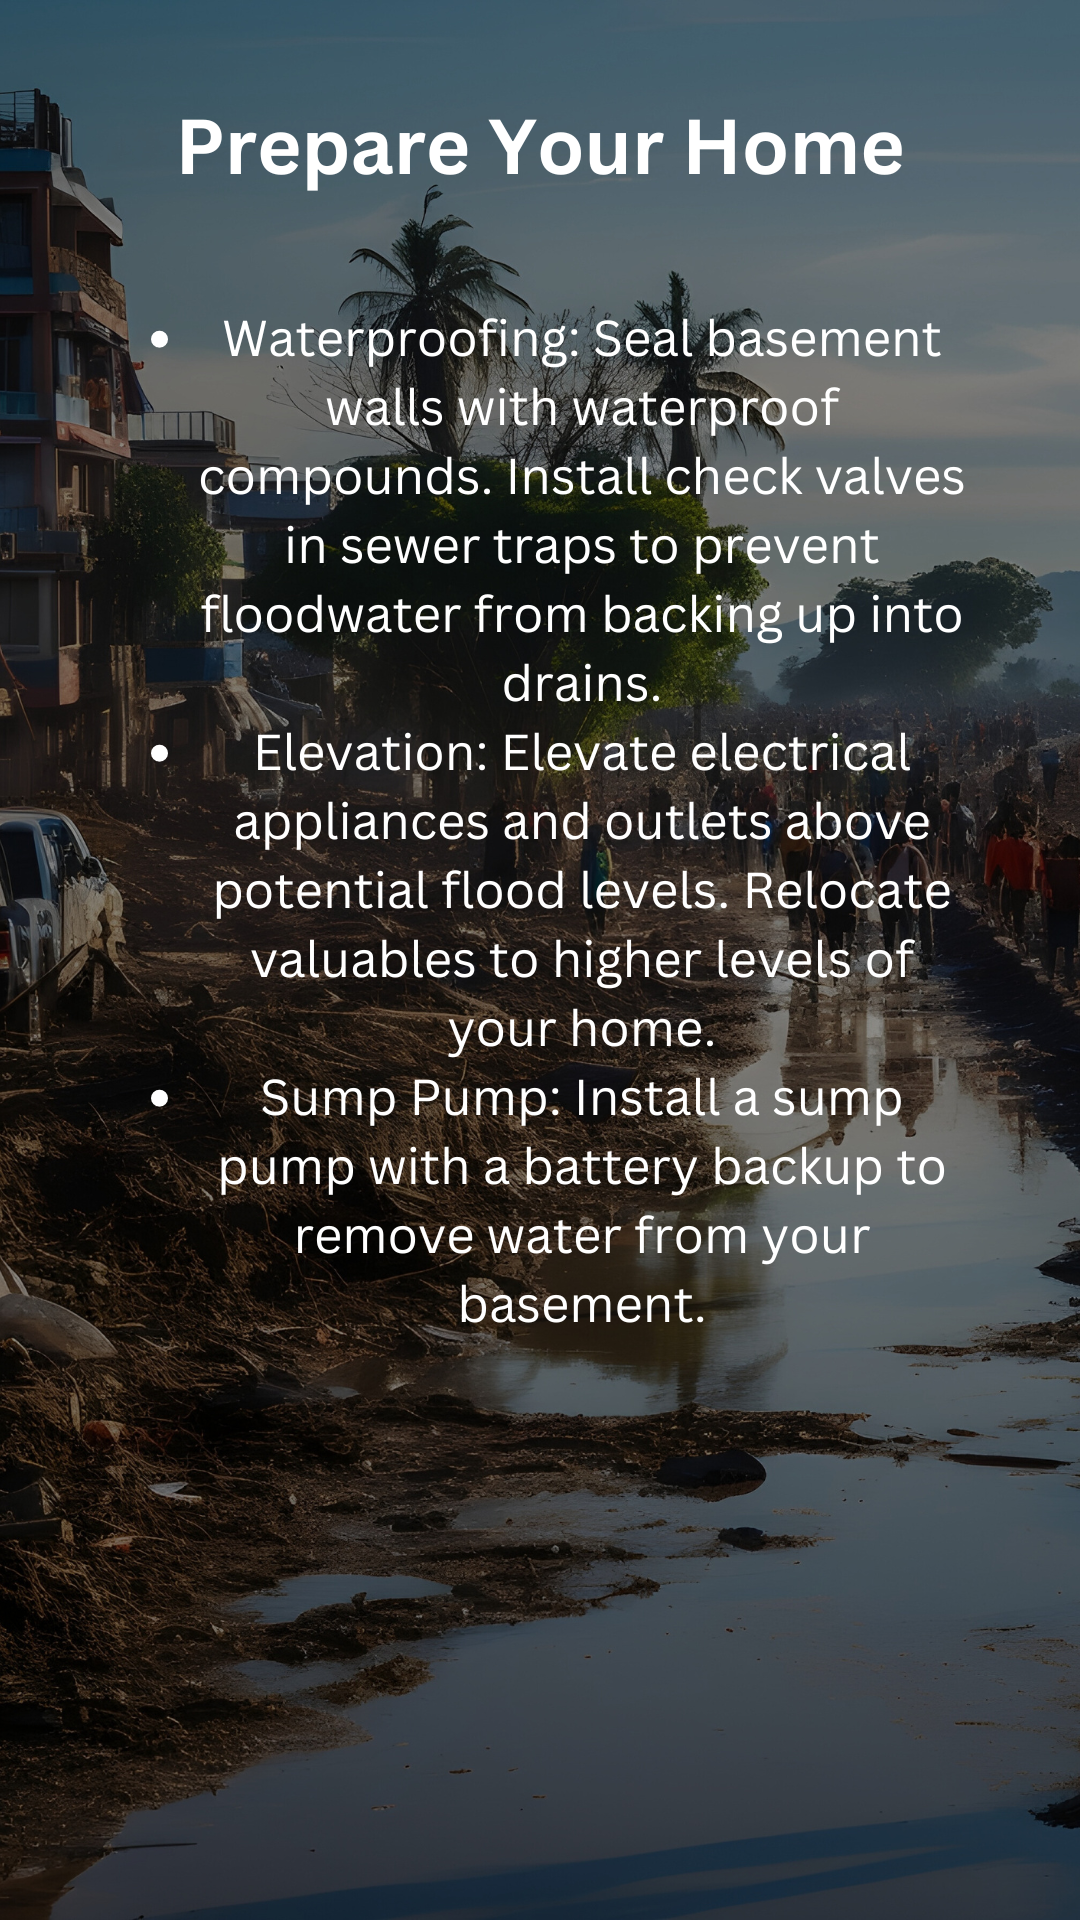 Prepare Your Home
• Waterproofing: Seal basement
walls with waterproof
compounds. Install check valves
in sewer traps to prevent
floodwater from backing up into
drains.
• Elevation: Elevate electrical
appliances and outlets above
potential flood levels. Relocate
valuables to higher levels of
your home.
• Sump Pump: Install a sump
pump with a battery backup to
remove water from your
basement.